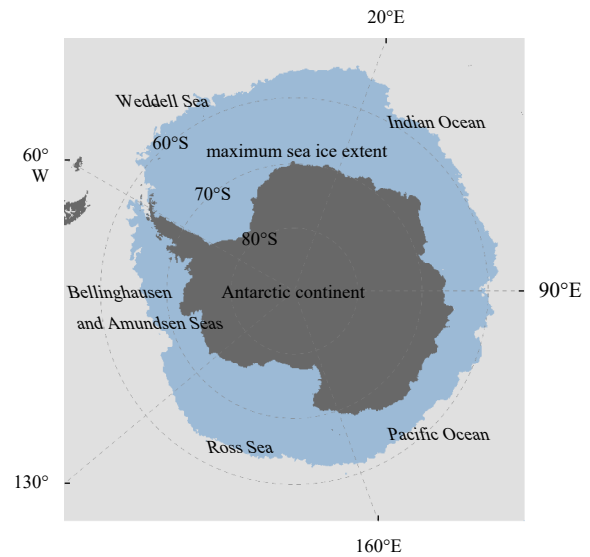 20°E
Weddell Sea
Indian Ocean
60°S
maximum sea ice extent
60°
W
70°S
80°S
Bellinghausen
Antarctic continent
90°E
and Amundsen Seas
Pacific Ocean
Ross Sea
130°
160°E